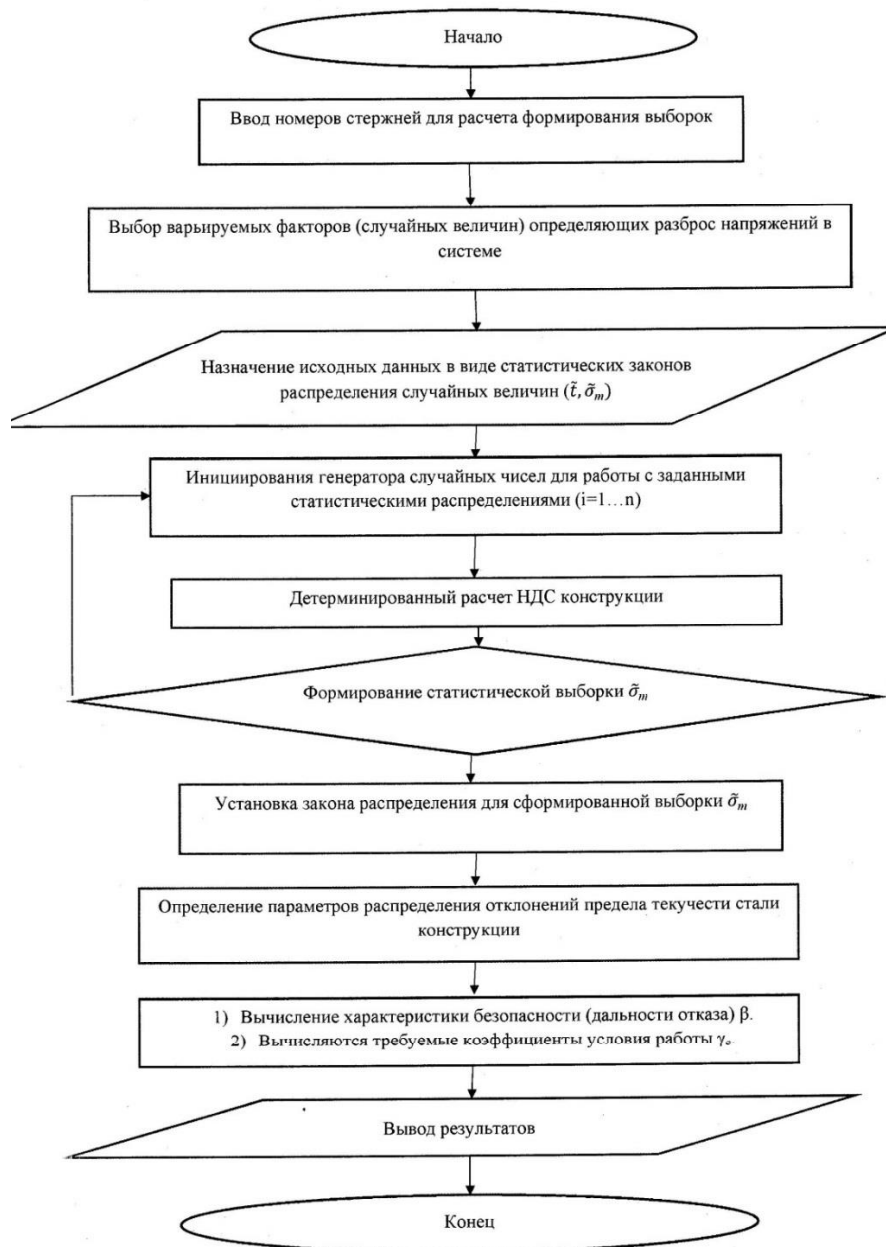 Начало
Ввод номеров стержней для расчета формирования выборок
Выбор варьируемых факторов (случайных величин) определяющих разброс напряжений в
системе
Назначение исходных данных в виде статистических законов
распределения случайных величин (t̃, σ̃ₘ)
Инициирования генератора случайных чисел для работы с заданными
статистическими распределениями (i=1…n)
Детерминированный расчет НДС конструкции
Формирование статистической выборки σ̃ₘ
Установка закона распределения для сформированной выборки σ̃ₘ
Определение параметров распределения отклонений предела текучести стали
конструкции
1) Вычисление характеристики безопасности (дальности отказа) β.
2) Вычисляются требуемые коэффициенты условия работы γ
Вывод результатов
Конец